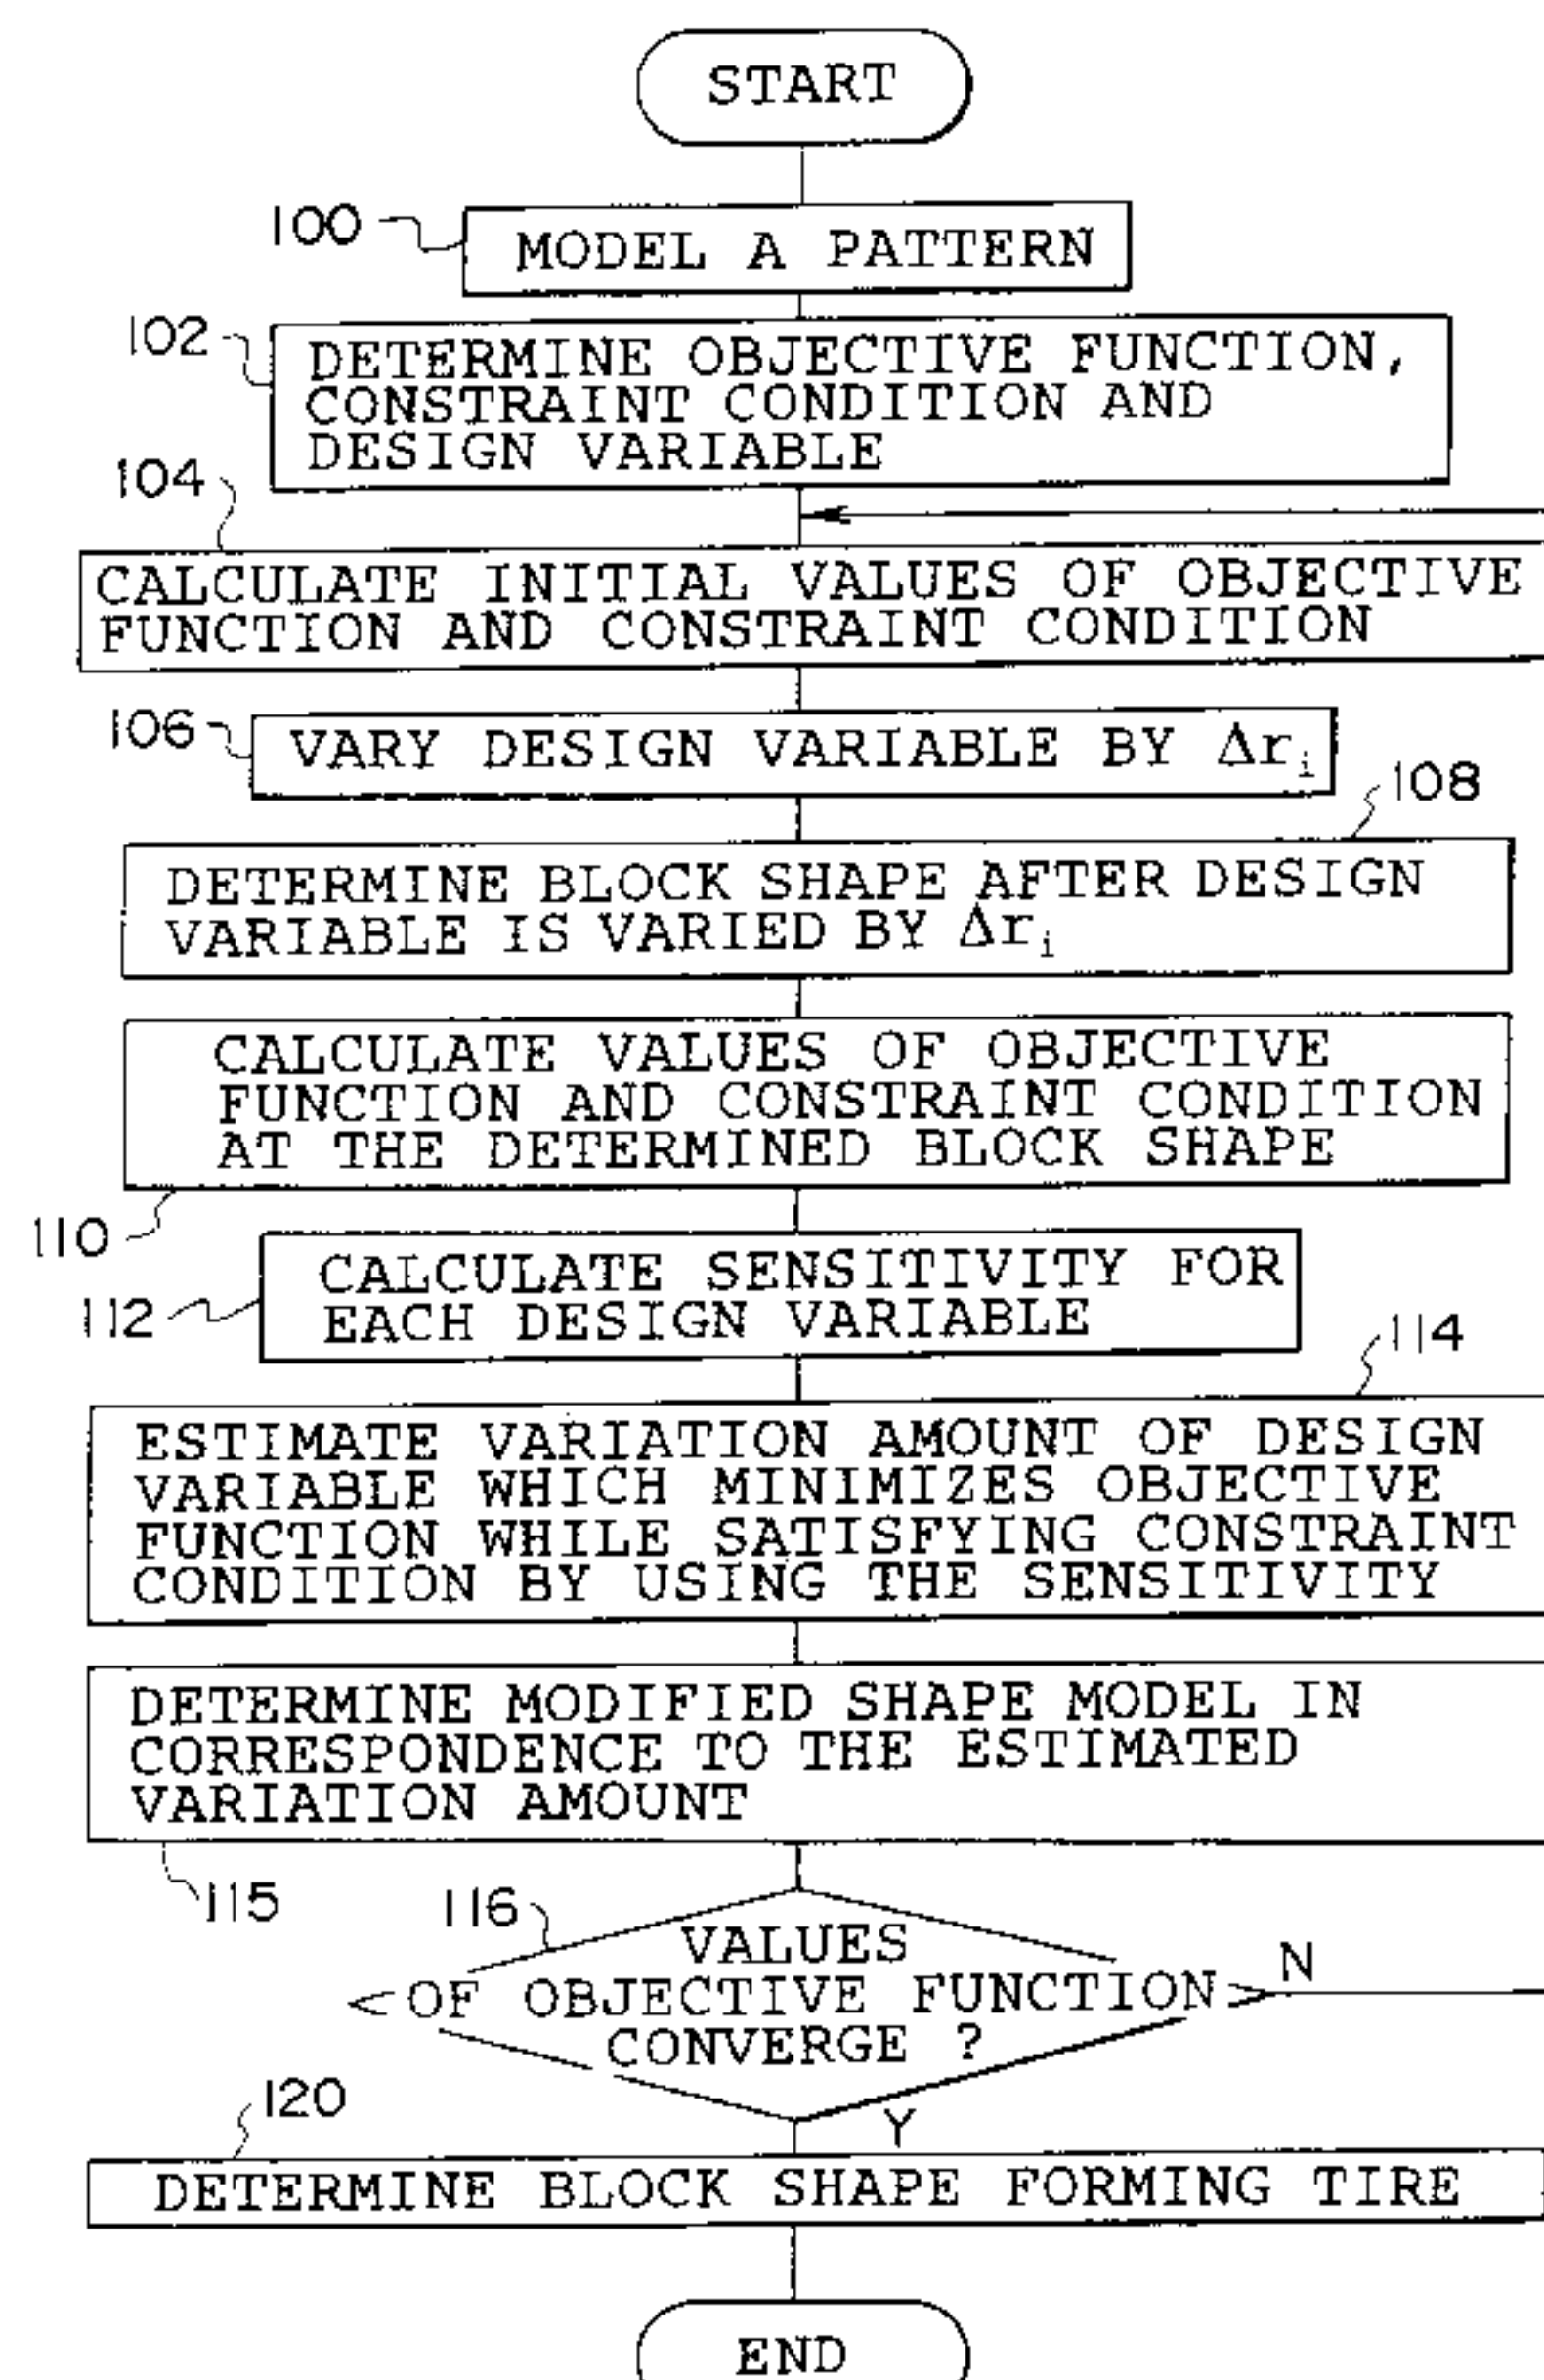 START
100
MODEL A PATTERN
102
DETERMINE OBJECTIVE FUNCTION,
CONSTRAINT CONDITION AND
DESIGN VARIABLE
104
CALCULATE INITIAL VALUES OF OBJECTIVE
FUNCTION AND CONSTRAINT CONDITION
106
VARY DESIGN VARIABLE BY Δri
108
DETERMINE BLOCK SHAPE AFTER DESIGN
VARIABLE IS VARIED BY Δri
CALCULATE VALUES OF OBJECTIVE
FUNCTION AND CONSTRAINT CONDITION
AT THE DETERMINED BLOCK SHAPE
110
CALCULATE SENSITIVITY FOR
EACH DESIGN VARIABLE
112
114
ESTIMATE VARIATION AMOUNT OF DESIGN
VARIABLE WHICH MINIMIZES OBJECTIVE
FUNCTION WHILE SATISFYING CONSTRAINT
CONDITION BY USING THE SENSITIVITY
DETERMINE MODIFIED SHAPE MODEL IN
CORRESPONDENCE TO THE ESTIMATED
VARIATION AMOUNT
115
116
VALUES
OF OBJECTIVE FUNCTION
CONVERGE ?
N
Y
120
DETERMINE BLOCK SHAPE FORMING TIRE
END